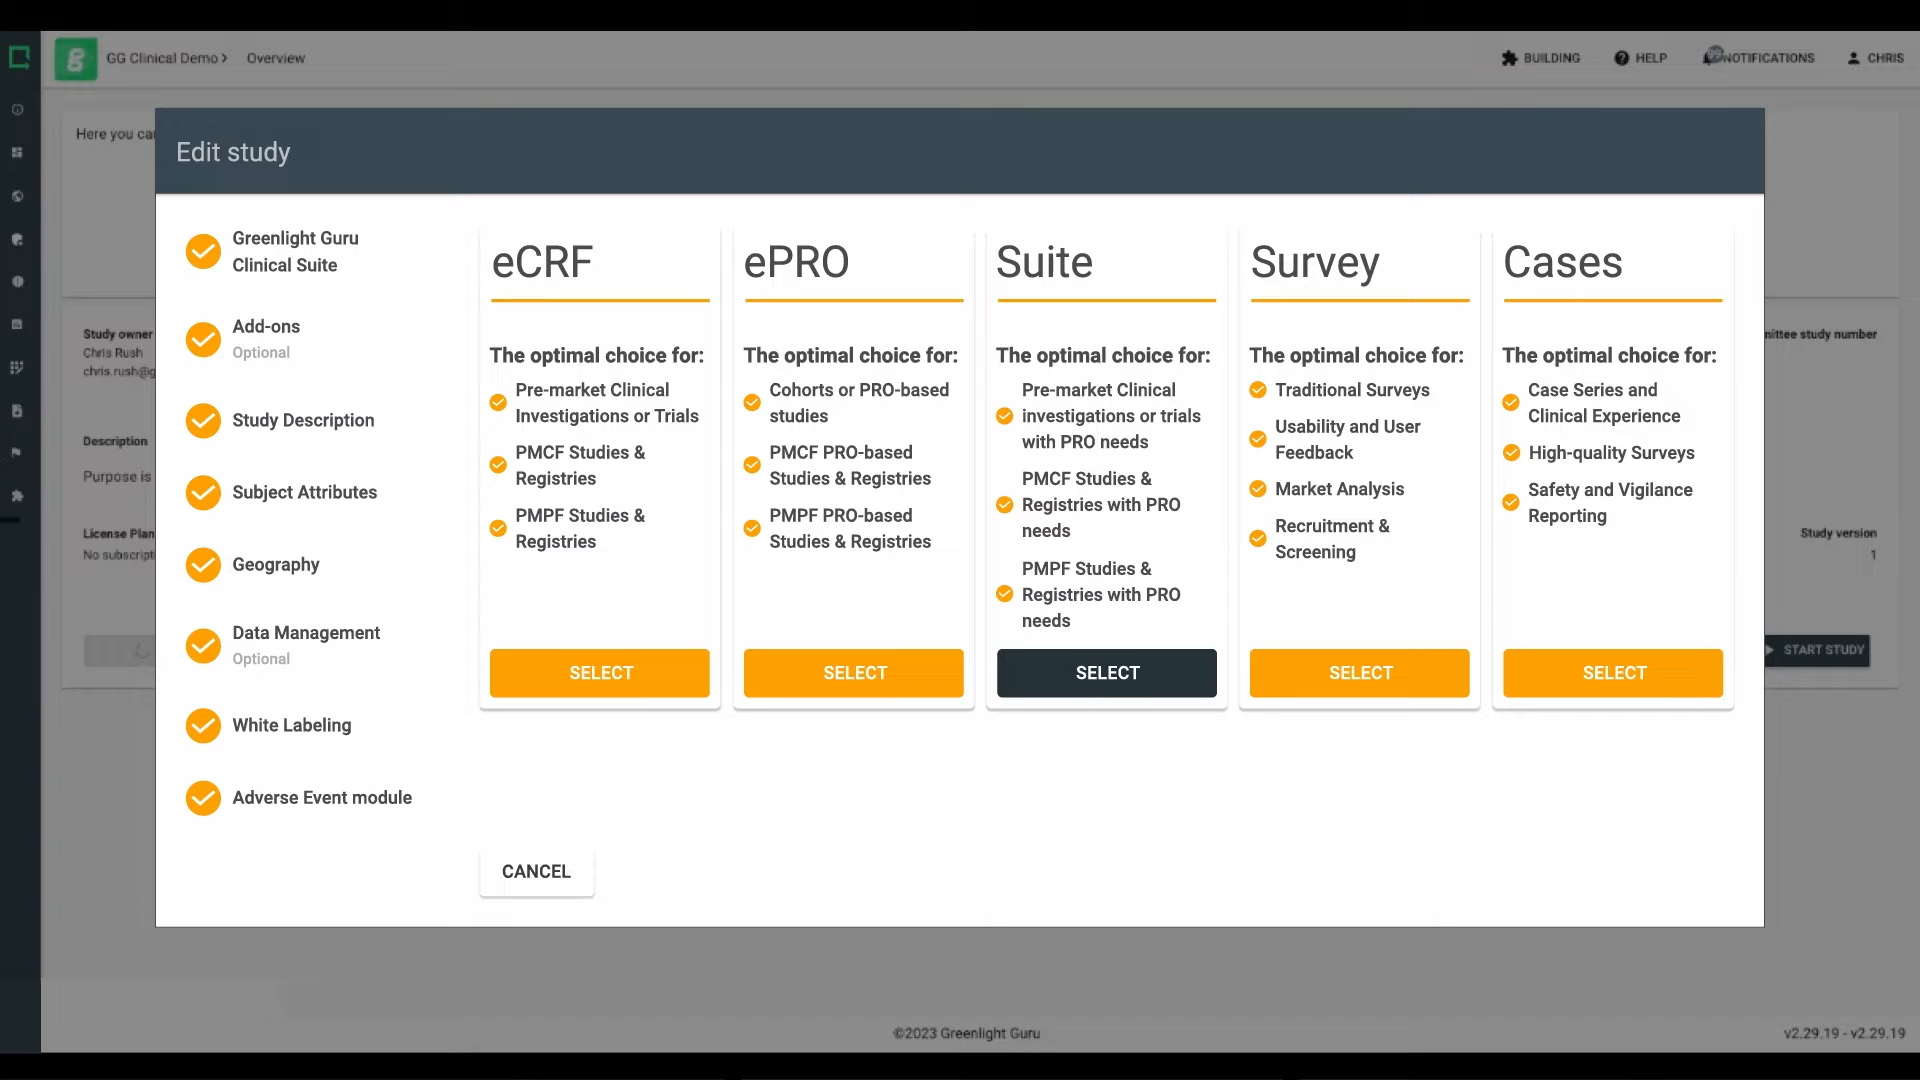 GG Clinical Demo
Overview
BUILDING
HELP
NOTIFICATIONS
CHRIS
Here you ca
Edit study
Greenlight Guru
Clinical Suite
Add-ons
Optional
Study Description
Subject Attributes
Geography
Data Management
Optional
White Labeling
Adverse Event module
eCRF
The optimal choice for:
Pre-market Clinical
Investigations or Trials
PMCF Studies &
Registries
PMPF Studies &
Registries
SELECT
ePRO
The optimal choice for:
Cohorts or PRO-based
studies
PMCF PRO-based
Studies & Registries
PMPF PRO-based
Studies & Registries
SELECT
Suite
The optimal choice for:
Pre-market Clinical
investigations or trials
with PRO needs
PMCF Studies &
Registries with PRO
needs
PMPF Studies &
Registries with PRO
needs
SELECT
Survey
The optimal choice for:
Traditional Surveys
Usability and User
Feedback
Market Analysis
Recruitment &
Screening
SELECT
Cases
The optimal choice for:
Case Series and
Clinical Experience
High-quality Surveys
Safety and Vigilance
Reporting
SELECT
CANCEL
Study owner
Chris Rush
chris.rush@g
Description
Purpose is
License Plan
No subscript
mittee study number
Study version
1
START STUDY
©2023 Greenlight Guru
v2.29.19 - v2.29.19